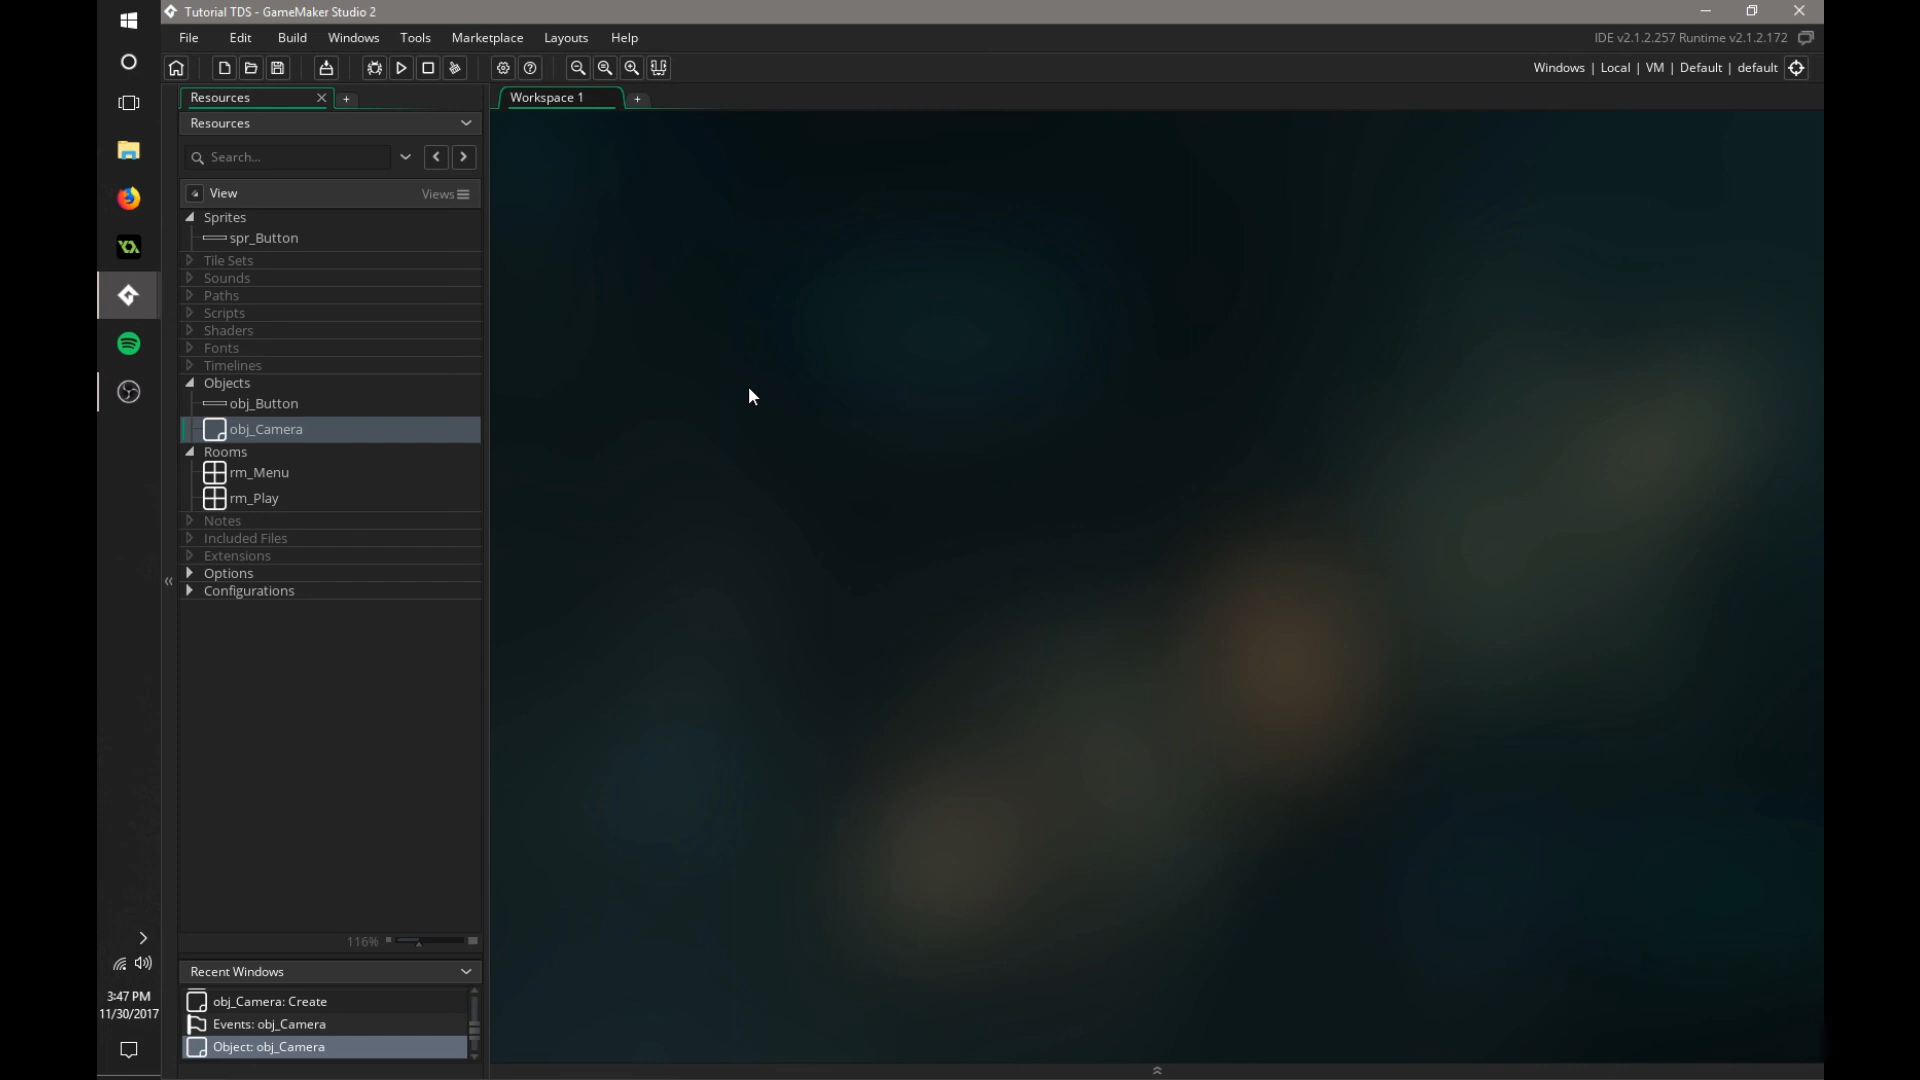 Tutorial TDS - GameMaker Studio 2
File Edit Build Windows Tools Marketplace Layouts Help
IDE v2.1.2.257 Runtime v2.1.2.172
Windows | Local | VM | Default | default
Resources
Workspace 1
Resources
Search...
View
Views
Sprites
spr_Button
Tile Sets
Sounds
Paths
Scripts
Shaders
Fonts
Timelines
Objects
obj_Button
obj_Camera
Rooms
rm_Menu
rm_Play
Notes
Included Files
Extensions
Options
Configurations
116%
Recent Windows
obj_Camera: Create
Events: obj_Camera
Object: obj_Camera
3:47 PM
11/30/2017